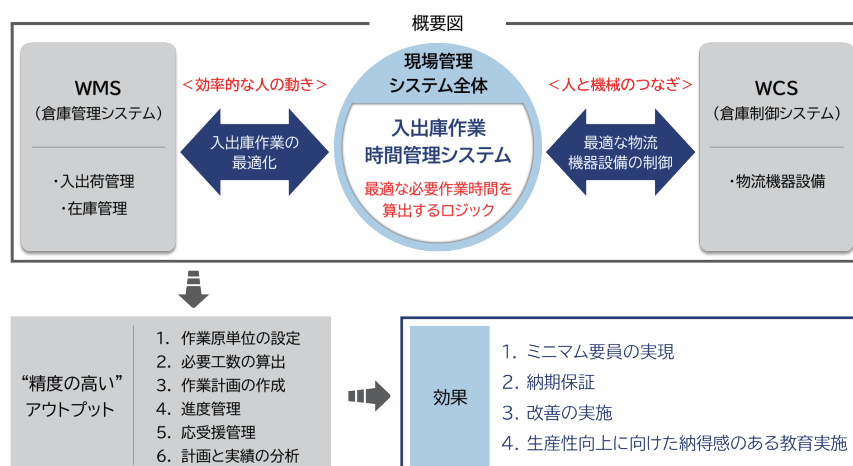 概要図
WMS
（倉庫管理システム）
・入出荷管理
・在庫管理
＜効率的な人の動き＞
入出庫作業の
最適化
現場管理
システム全体
入出庫作業
時間管理システム
最適な必要作業時間を
算出するロジック
＜人と機械のつなぎ＞
最適な物流
機器設備の制御
WCS
（倉庫制御システム）
・物流機器設備
“精度の高い”
アウトプット
1. 作業原単位の設定
2. 必要工数の算出
3. 作業計画の作成
4. 進度管理
5. 応受援管理
6. 計画と実績の分析
効果
1. ミニマム要員の実現
2. 納期保証
3. 改善の実施
4. 生産性向上に向けた納得感のある教育実施